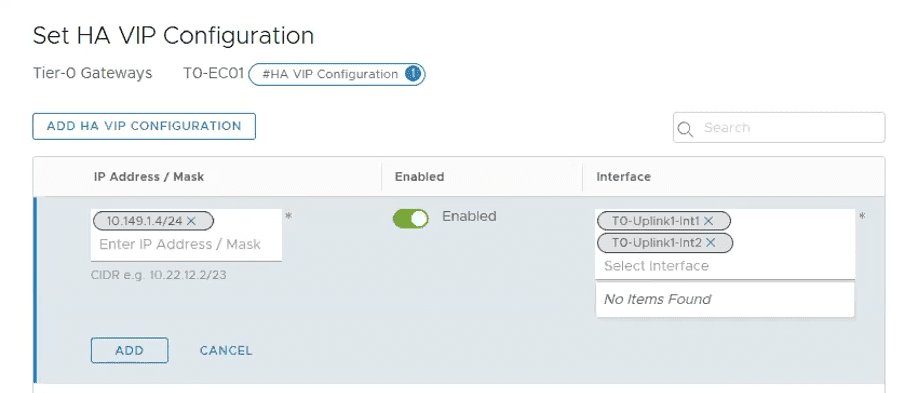 Set HA VIP Configuration
Tier-0 Gateways T0-EC01 #HA VIP Configuration 1
ADD HA VIP CONFIGURATION
Search
IP Address / Mask Enabled Interface
10.149.1.4/24 × * Enabled T0-Uplink1-Int1 × *
T0-Uplink1-Int2 ×
Enter IP Address / Mask
Select Interface
CIDR e.g. 10.22.12.2/23
No Items Found
ADD CANCEL